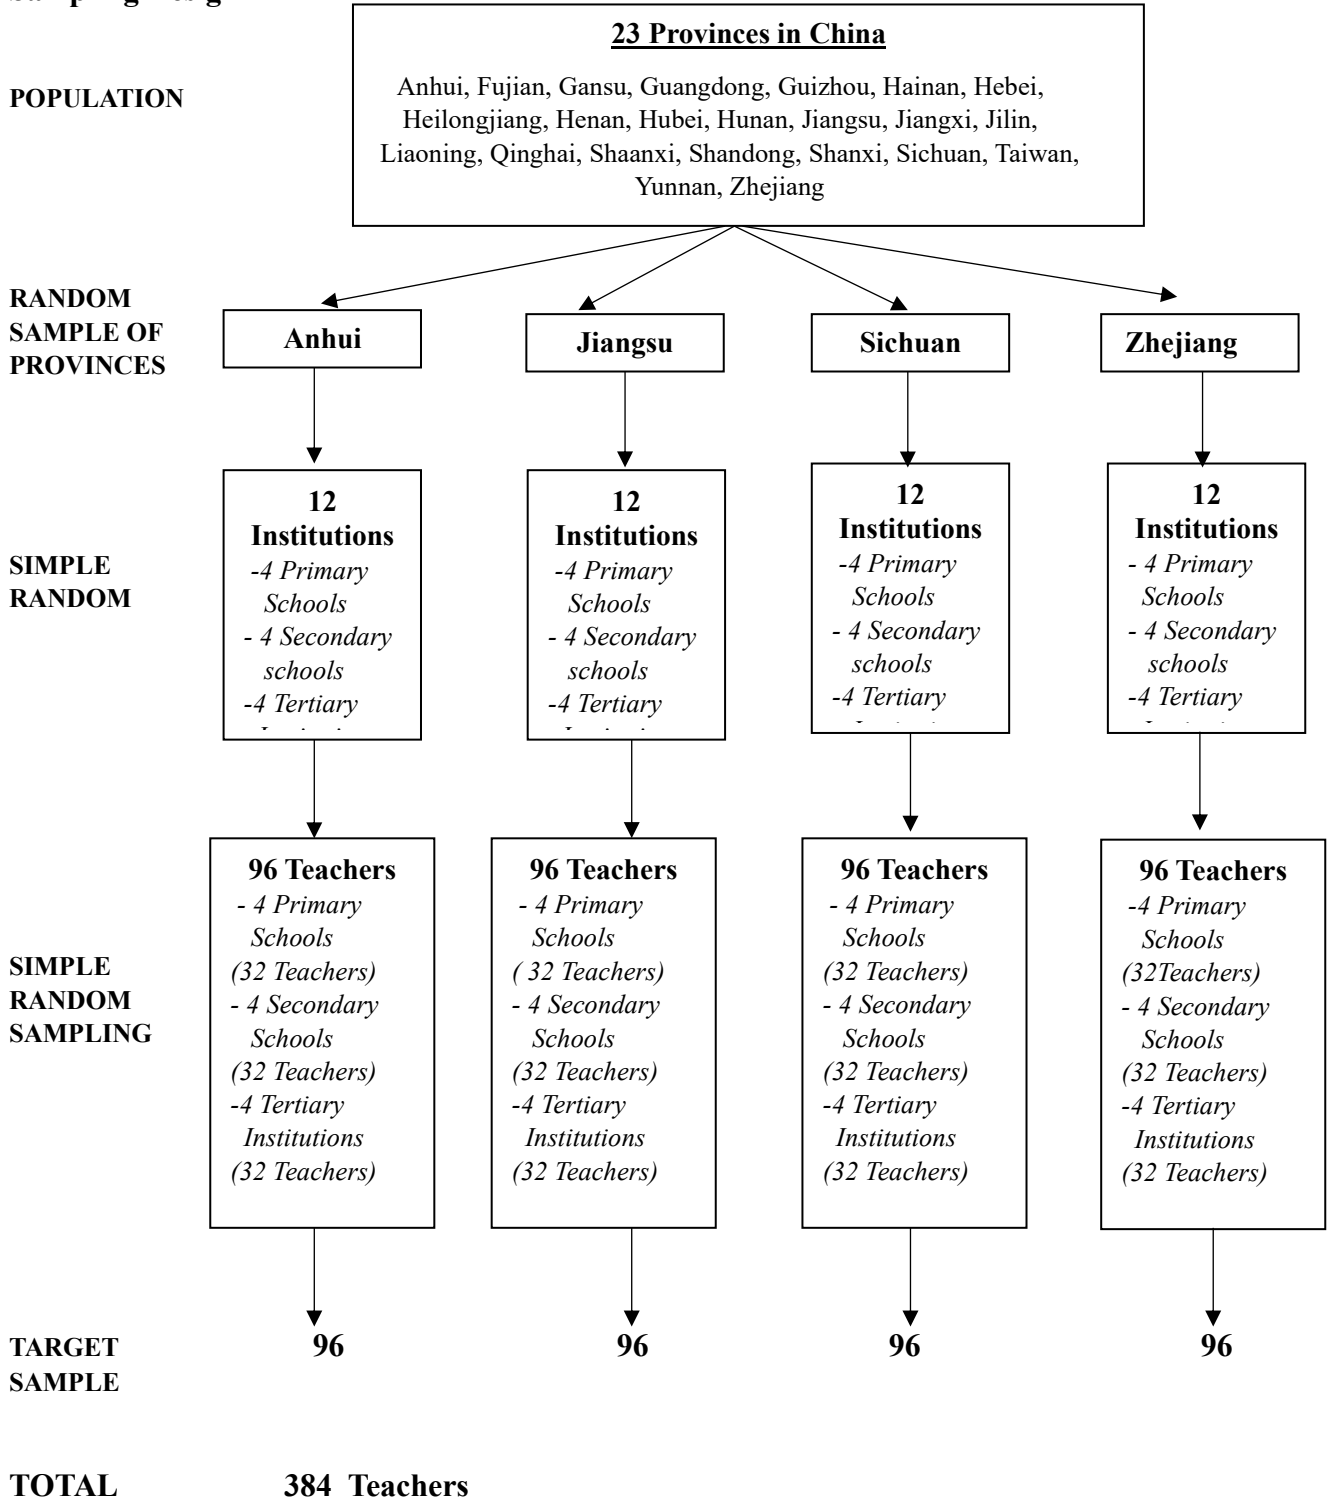 23 Provinces in China
POPULATION
Anhui, Fujian, Gansu, Guangdong, Guizhou, Hainan, Hebei,
Heilongjiang, Henan, Hubei, Hunan, Jiangsu, Jiangxi, Jilin,
Liaoning, Qinghai, Shaanxi, Shandong, Shanxi, Sichuan, Taiwan,
Yunnan, Zhejiang
RANDOM
SAMPLE OF
PROVINCES
Anhui
Jiangsu
Sichuan
Zhejiang
SIMPLE
RANDOM
12
Institutions
-4 Primary
Schools
- 4 Secondary
schools
-4 Tertiary
12
Institutions
-4 Primary
Schools
- 4 Secondary
schools
-4 Tertiary
12
Institutions
-4 Primary
Schools
- 4 Secondary
schools
-4 Tertiary
12
Institutions
- 4 Primary
Schools
- 4 Secondary
schools
-4 Tertiary
SIMPLE
RANDOM
SAMPLING
96 Teachers
- 4 Primary
Schools
(32 Teachers)
- 4 Secondary
Schools
(32 Teachers)
-4 Tertiary
Institutions
(32 Teachers)
96 Teachers
- 4 Primary
Schools
( 32 Teachers)
- 4 Secondary
Schools
(32 Teachers)
-4 Tertiary
Institutions
(32 Teachers)
96 Teachers
- 4 Primary
Schools
(32 Teachers)
- 4 Secondary
Schools
(32 Teachers)
-4 Tertiary
Institutions
(32 Teachers)
96 Teachers
-4 Primary
Schools
(32Teachers)
- 4 Secondary
Schools
(32 Teachers)
-4 Tertiary
Institutions
(32 Teachers)
TARGET
SAMPLE
96
96
96
96
TOTAL 384 Teachers